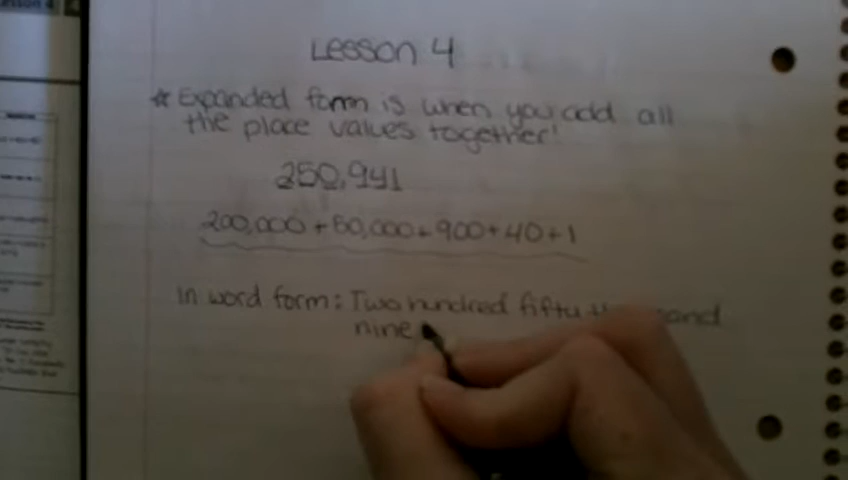 Lesson 4
* Expanded form is when you add all
the place values together!
250,941
200,000 + 50,000 + 900 + 40 + 1
In word form: Two hundred fifty
nine